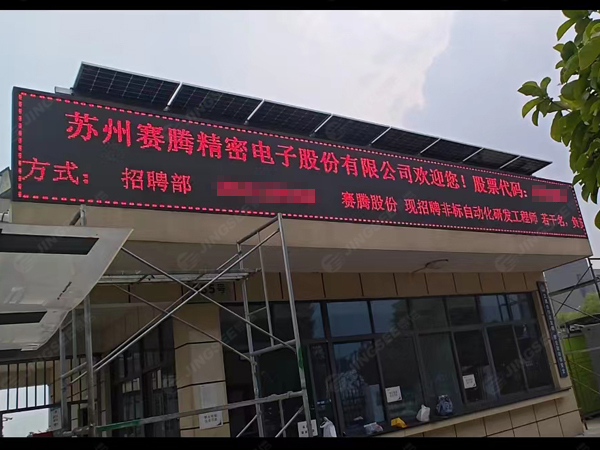 苏州赛腾精密电子股份有限公司欢迎您！股票代码：
方式： 招聘部 赛腾股份 现招聘非标自动化研发工程师 若干名，